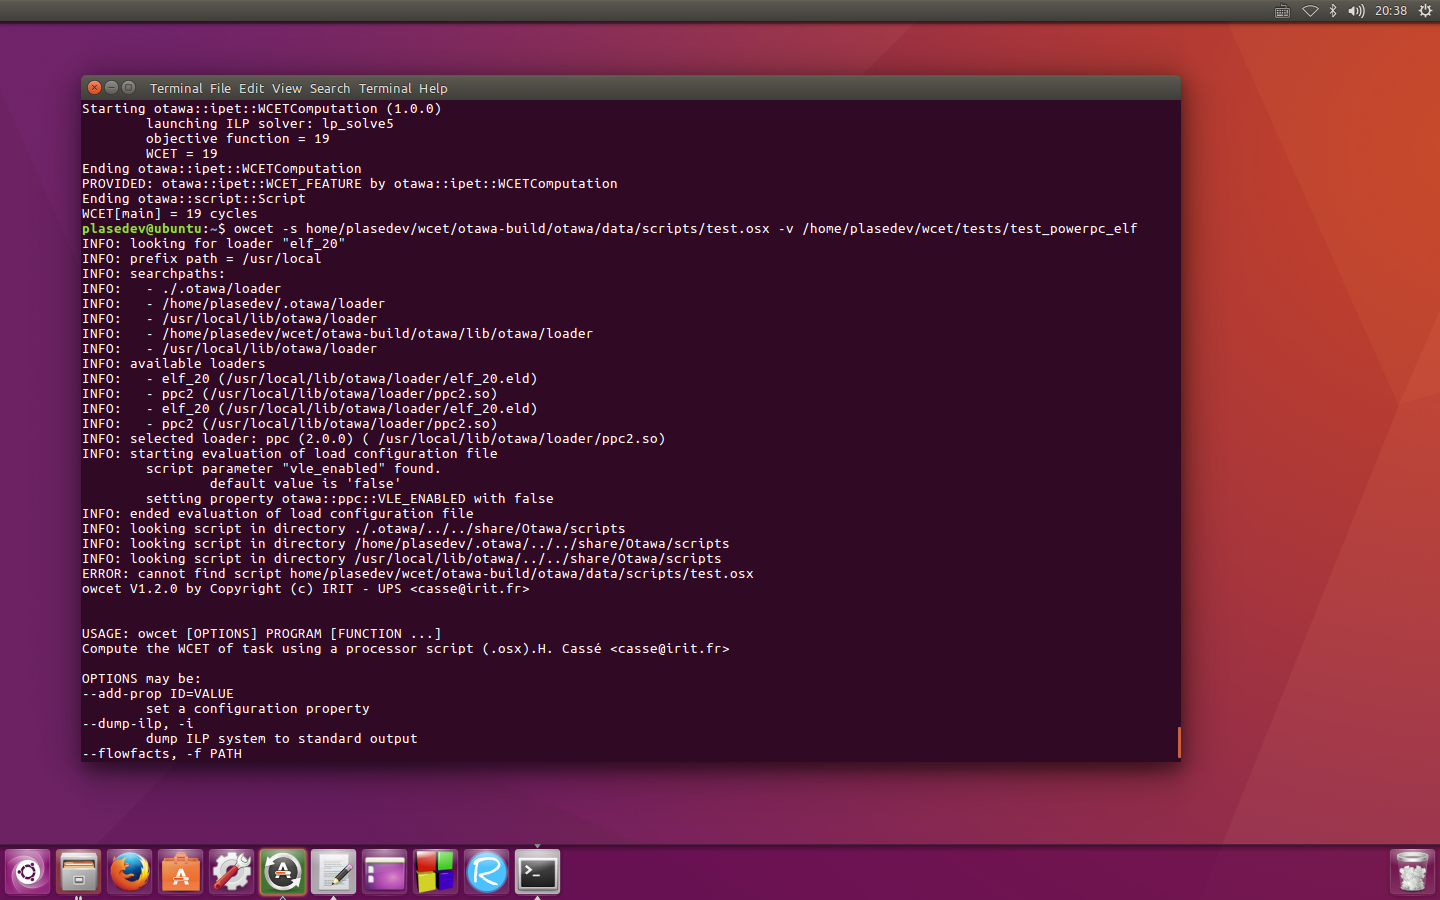 20:38
Terminal File Edit View Search Terminal Help
Starting otawa::ipet::WCETComputation (1.0.0)
launching ILP solver: lp_solve5
objective function = 19
WCET = 19
Ending otawa::ipet::WCETComputation
PROVIDED: otawa::ipet::WCET_FEATURE by otawa::ipet::WCETComputation
Ending otawa::script::Script
WCET[main] = 19 cycles
plasedev@ubuntu:~$ owcet -s home/plasedev/wcet/otawa-build/otawa/data/scripts/test.osx -v /home/plasedev/wcet/tests/test_powerpc_elf
INFO: looking for loader "elf_20"
INFO: prefix path = /usr/local
INFO: searchpaths:
INFO:   - ./.otawa/loader
INFO:   - /home/plasedev/.otawa/loader
INFO:   - /usr/local/lib/otawa/loader
INFO:   - /home/plasedev/wcet/otawa-build/otawa/lib/otawa/loader
INFO:   - /usr/local/lib/otawa/loader
INFO: available loaders
INFO:   - elf_20 (/usr/local/lib/otawa/loader/elf_20.eld)
INFO:   - ppc2 (/usr/local/lib/otawa/loader/ppc2.so)
INFO:   - elf_20 (/usr/local/lib/otawa/loader/elf_20.eld)
INFO:   - ppc2 (/usr/local/lib/otawa/loader/ppc2.so)
INFO: selected loader: ppc (2.0.0) ( /usr/local/lib/otawa/loader/ppc2.so)
INFO: starting evaluation of load configuration file
script parameter "vle_enabled" found.
default value is 'false'
setting property otawa::ppc::VLE_ENABLED with false
INFO: ended evaluation of load configuration file
INFO: looking script in directory ./.otawa/../../share/Otawa/scripts
INFO: looking script in directory /home/plasedev/.otawa/../../share/Otawa/scripts
INFO: looking script in directory /usr/local/lib/otawa/../../share/Otawa/scripts
ERROR: cannot find script home/plasedev/wcet/otawa-build/otawa/data/scripts/test.osx
owcet V1.2.0 by Copyright (c) IRIT - UPS <casse@irit.fr>
USAGE: owcet [OPTIONS] PROGRAM [FUNCTION ...]
Compute the WCET of task using a processor script (.osx).H. Cassé <casse@irit.fr>
OPTIONS may be:
--add-prop ID=VALUE
set a configuration property
--dump-ilp, -i
dump ILP system to standard output
--flowfacts, -f PATH